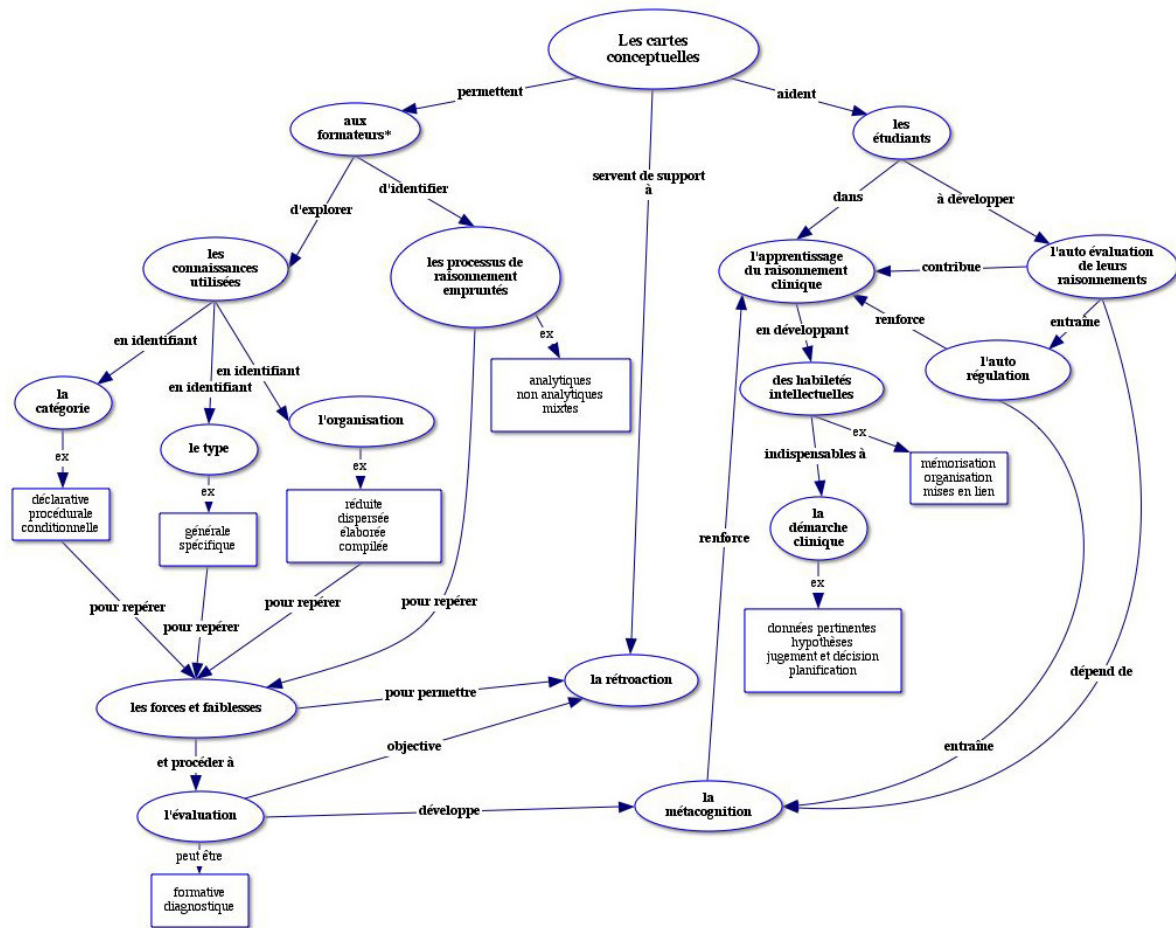 Les cartes
conceptuelles
permettent
aident
aux
formateurs*
les
étudiants
servent de support
à
d'identifier
dans
à développer
d'explorer
les
connaissances
utilisées
les processus de
raisonnement
empruntés
l'apprentissage
du raisonnement
clinique
contribue
l'auto évaluation
de leurs
raisonnements
renforce
entraîne
en identifiant
en identifiant
en identifiant
ex
en développant
l'auto
régulation
la
catégorie
analytiques
non analytiques
mixtes
des habiletés
intellectuelles
l'organisation
le type
ex
ex
ex
ex
indispensables à
mémorisation
organisation
mises en lien
déclarative
procédurale
conditionnelle
générale
spécifique
réduite
dispersée
élaborée
compilée
la
démarche
clinique
renforce
ex
pour repérer
pour repérer
pour repérer
pour repérer
données pertinentes
hypothèses
jugement et décision
planification
la rétroaction
dépend de
les forces et faiblesses
pour permettre
objective
entraîne
et procéder à
l'évaluation
développe
la
métacognition
peut être
formative
diagnostique